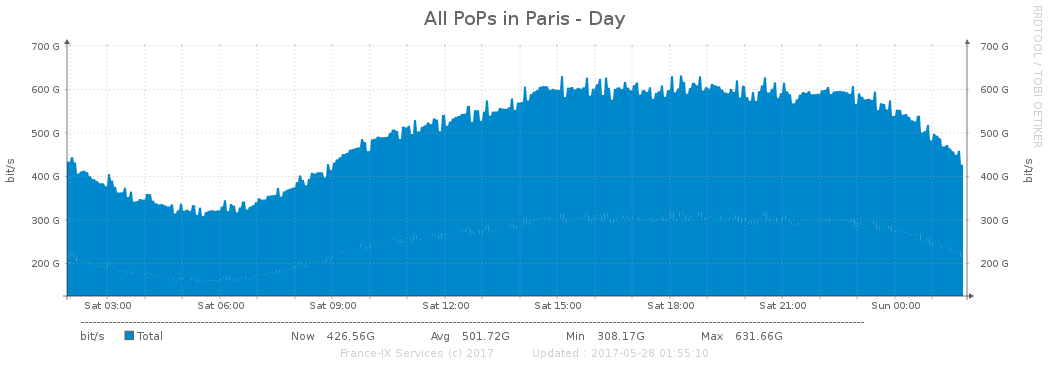 All PoPs in Paris - Day
RRDTOOL / TOBI OETIKER
700 G 700 G
600 G 600 G
500 G 500 G
400 G 400 G
300 G 300 G
200 G 200 G
bit/s bit/s
Sat 03:00 Sat 06:00 Sat 09:00 Sat 12:00 Sat 15:00 Sat 18:00 Sat 21:00 Sun 00:00
bit/s Total Now 426.56G Avg 501.72G Min 308.17G Max 631.66G
France-IX Services (c) 2017 Updated : 2017-05-28 01:55:10